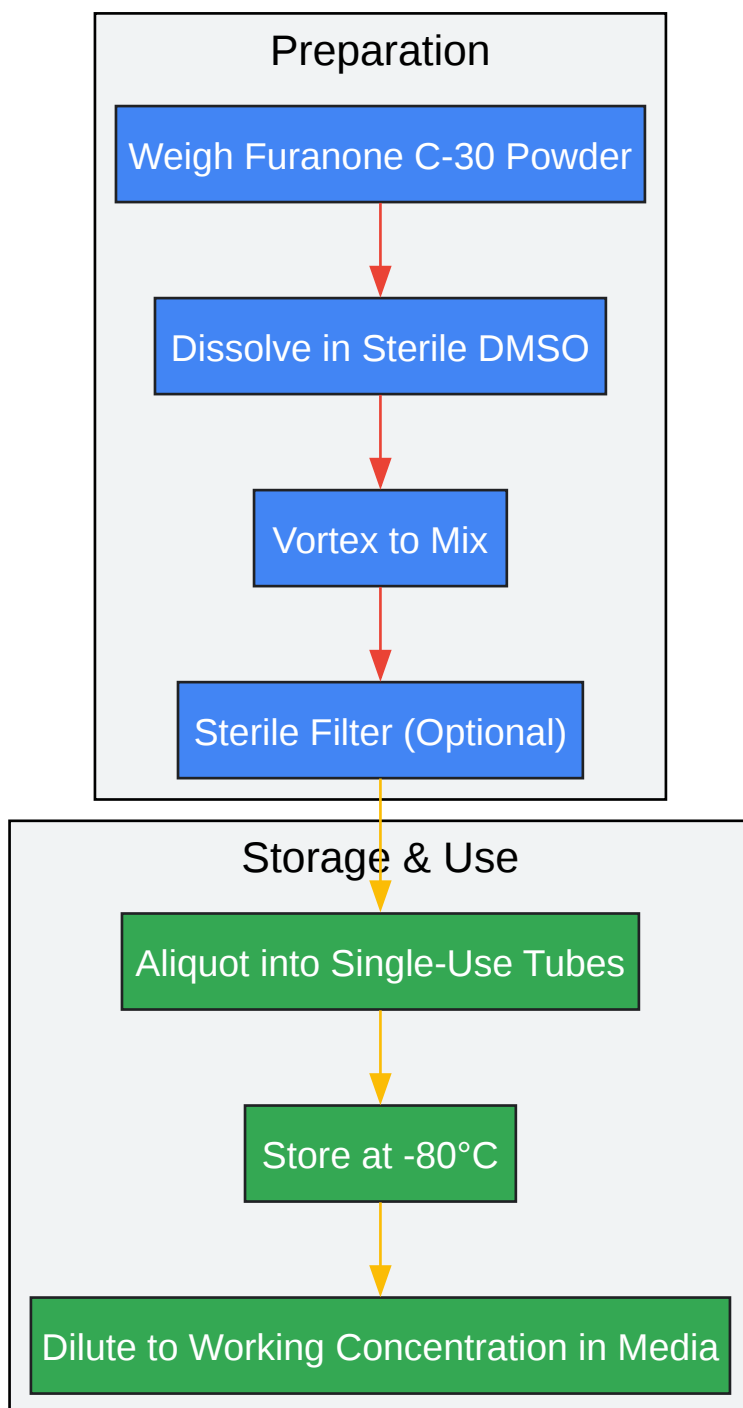 Preparation
Weigh Furanone C-30 Powder
Dissolve in Sterile DMSO
Vortex to Mix
Sterile Filter (Optional)
Storage & Use
Aliquot into Single-Use Tubes
Store at -80°C
Dilute to Working Concentration in Media